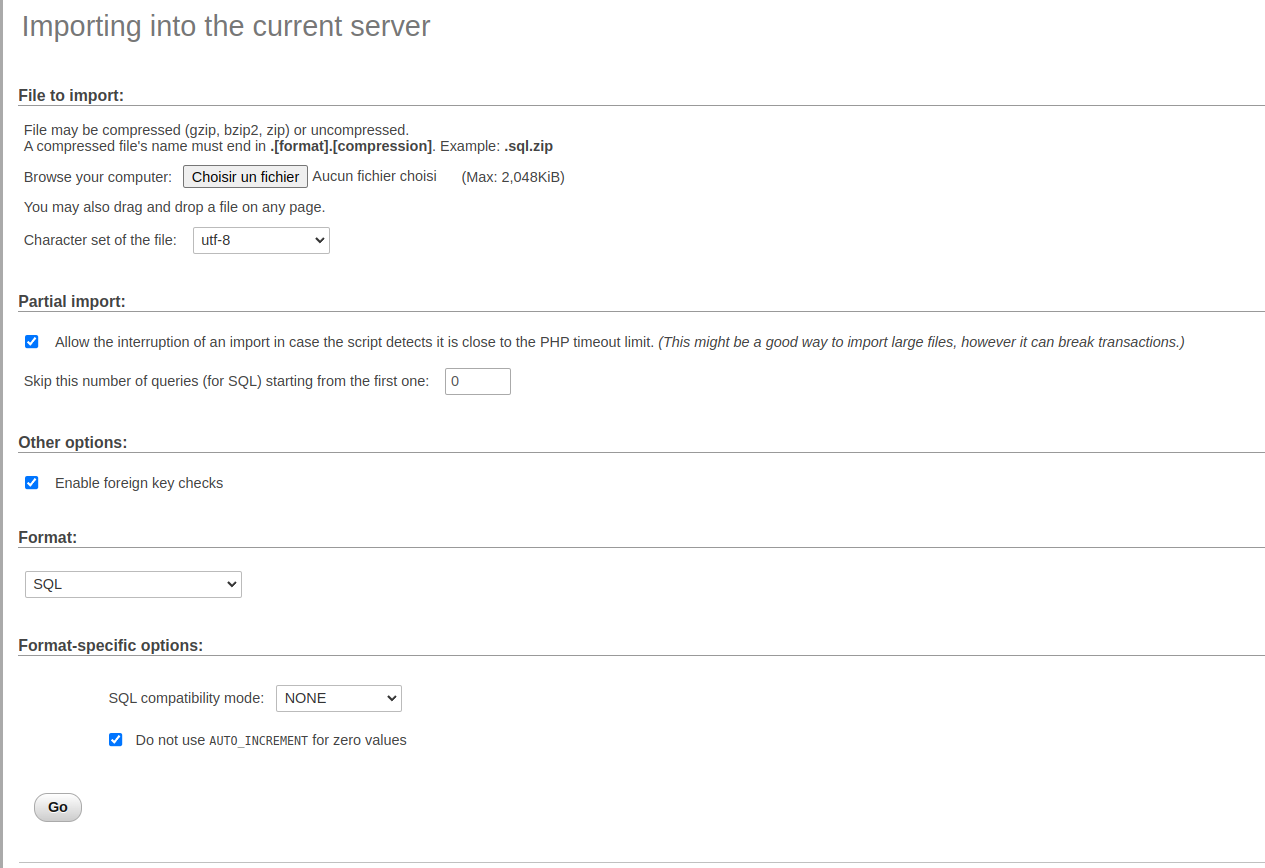 Importing into the current server
File to import:
File may be compressed (gzip, bzip2, zip) or uncompressed.
A compressed file's name must end in .[format].[compression]. Example: .sql.zip
Browse your computer: Choisir un fichier Aucun fichier choisi (Max: 2,048KiB)
You may also drag and drop a file on any page.
Character set of the file: utf-8
Partial import:
Allow the interruption of an import in case the script detects it is close to the PHP timeout limit. (This might be a good way to import large files, however it can break transactions.)
Skip this number of queries (for SQL) starting from the first one: 0
Other options:
Enable foreign key checks
Format:
SQL
Format-specific options:
SQL compatibility mode: NONE
Do not use AUTO_INCREMENT for zero values
Go